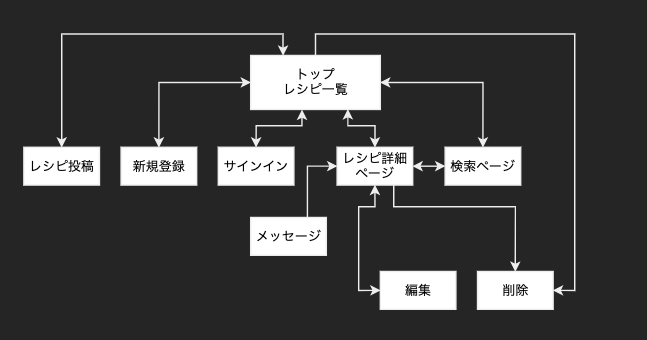 トップ
レシピ一覧
レシピ投稿
新規登録
サインイン
レシピ詳細
ページ
検索ページ
メッセージ
編集
削除